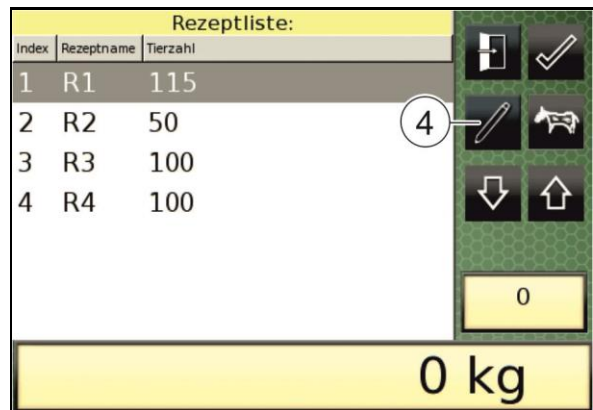 Rezeptliste:
Index Rezeptname Tierzahl
1 R1 115
2 R2 50
3 R3 100
4 R4 100
4
0
0 kg